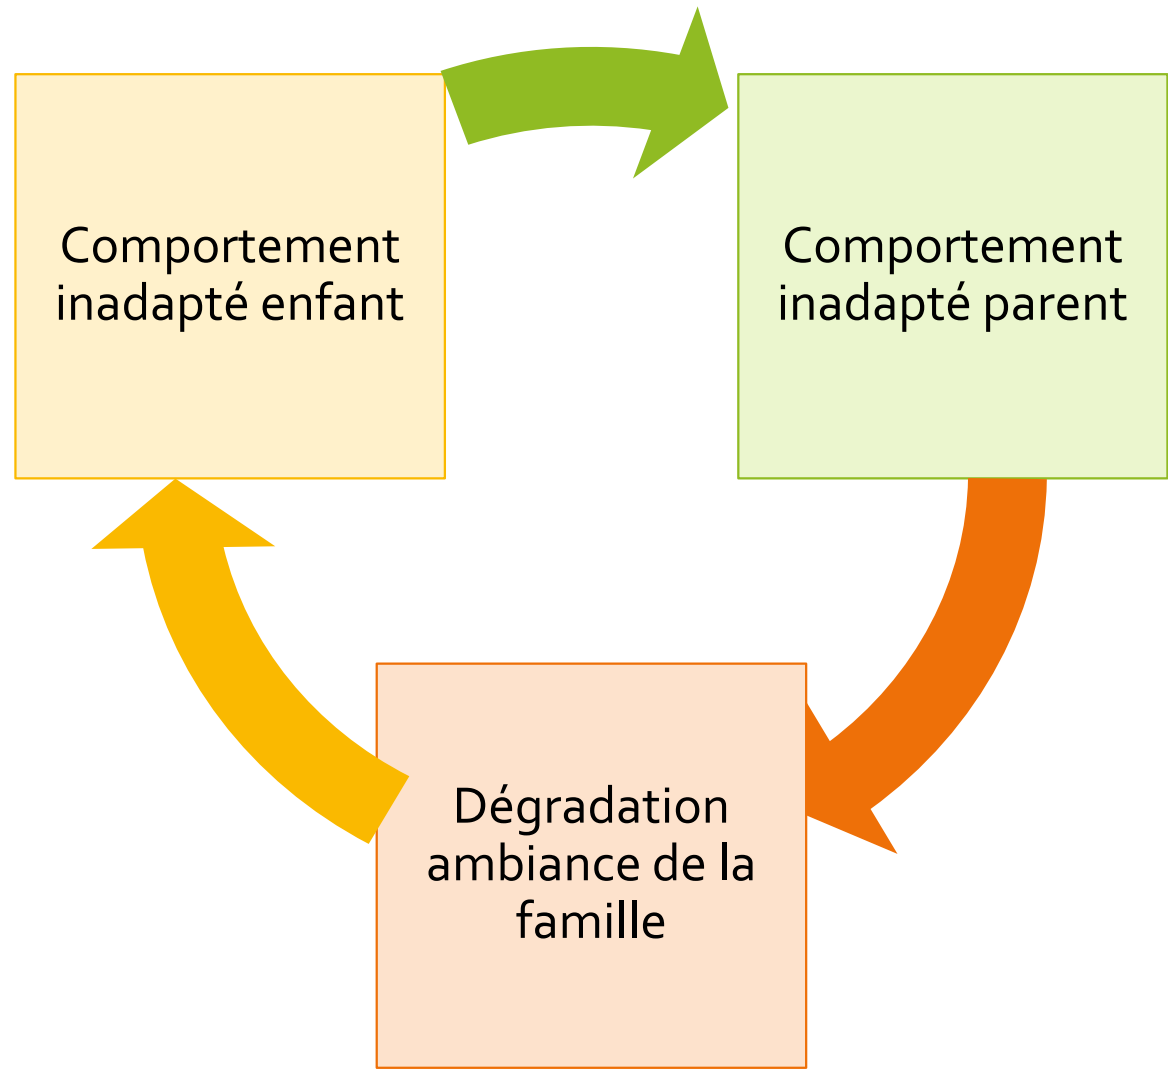 Comportement
inadapté enfant
Comportement
inadapté parent
Dégradation
ambiance de la
famille